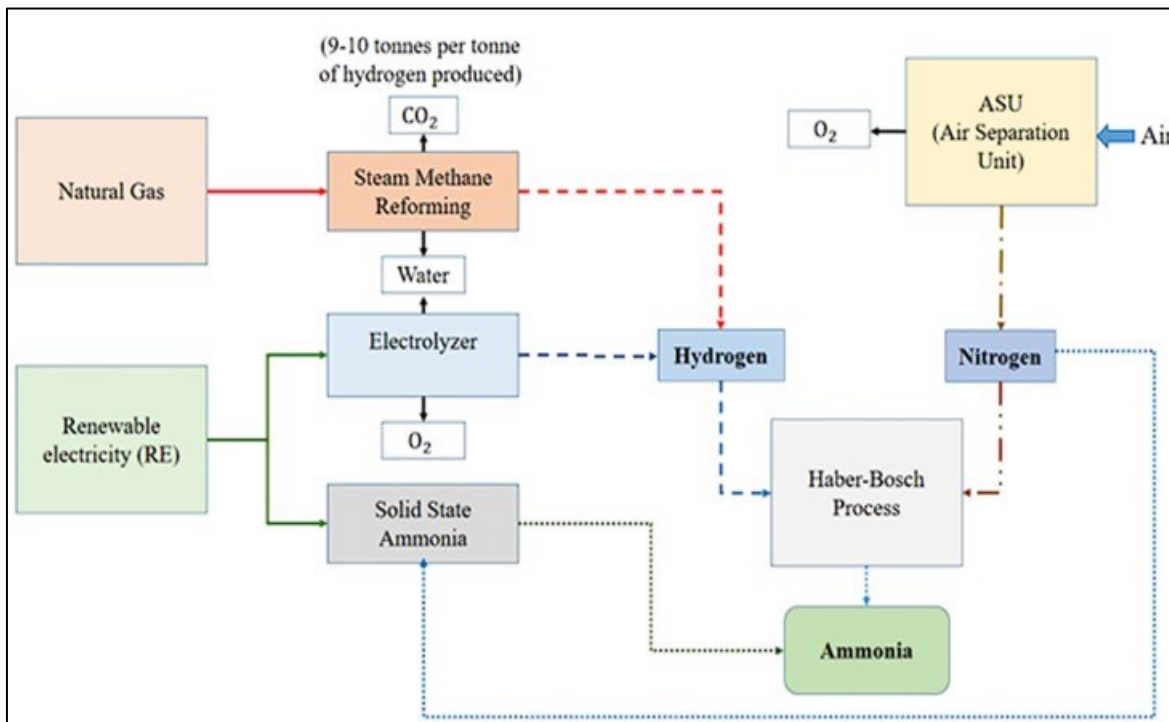 (9-10 tonnes per tonne
of hydrogen produced)
CO₂
Natural Gas
Steam Methane
Reforming
Water
Electrolyzer
O₂
Renewable
electricity (RE)
Solid State
Ammonia
O₂
ASU
(Air Separation
Unit)
Air
Hydrogen
Nitrogen
Haber-Bosch
Process
Ammonia